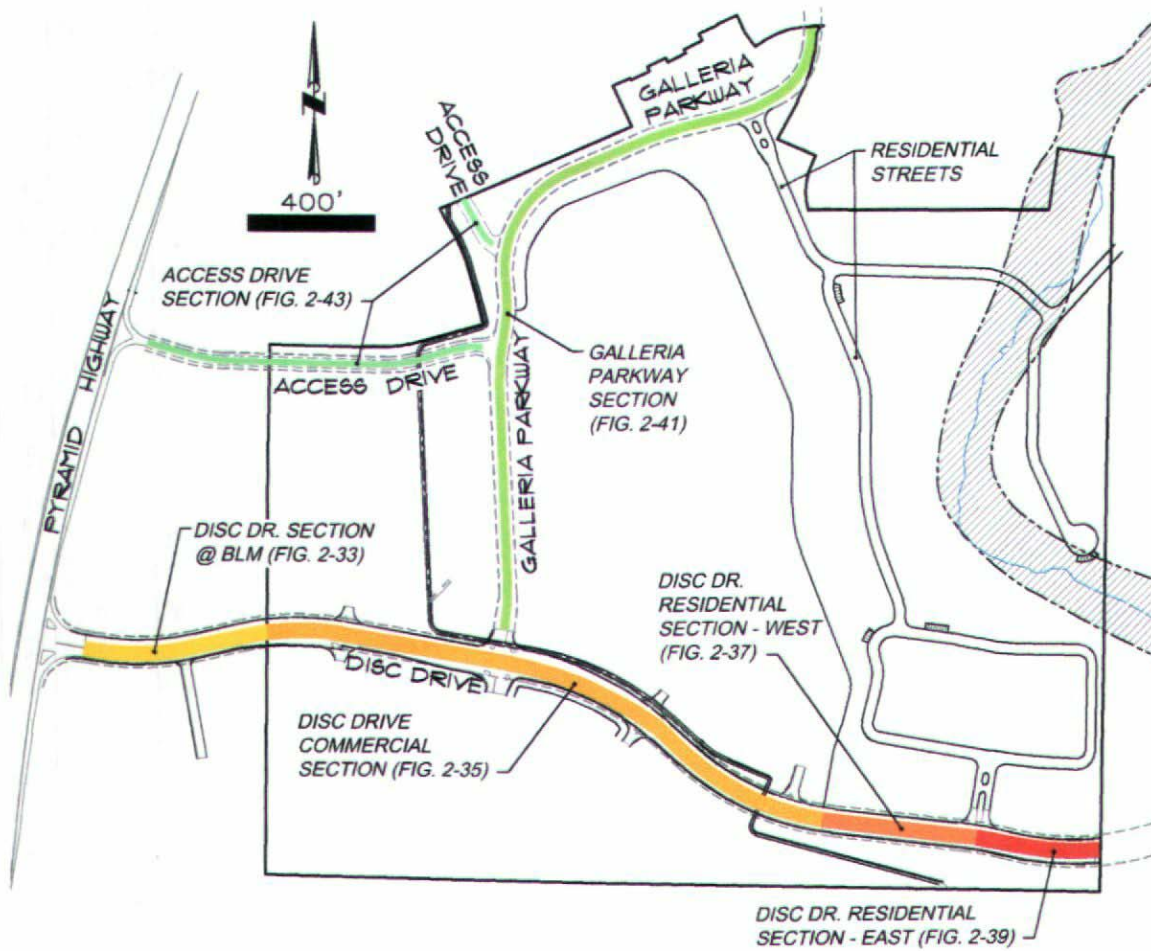 GALLERIA
PARKWAY
ACCESS
DRIVE
RESIDENTIAL
STREETS
N
400'
ACCESS DRIVE
SECTION (FIG. 2-43)
PYRAMID HIGHWAY
ACCESS DRIVE
GALLERIA
PARKWAY
SECTION
(FIG. 2-41)
GALLERIA PARKWAY
DISC DR. SECTION
@ BLM (FIG. 2-33)
DISC DR.
RESIDENTIAL
SECTION - WEST
(FIG. 2-37)
DISC DRIVE
DISC DRIVE
COMMERCIAL
SECTION (FIG. 2-35)
DISC DR. RESIDENTIAL
SECTION - EAST (FIG. 2-39)